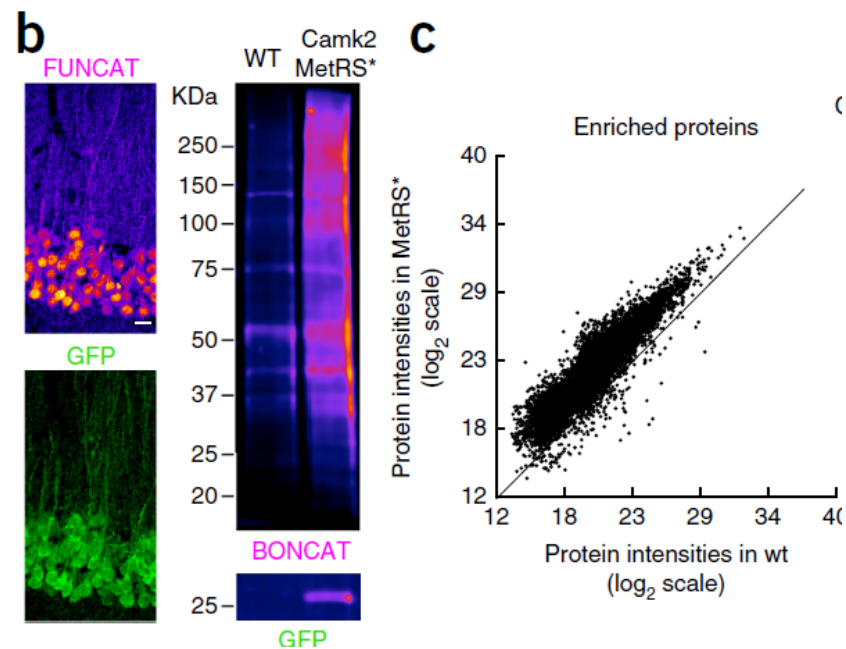 b
FUNCAT
GFP
KDa
WT
Camk2
MetRS*
250
150
100
75
50
37
25
20
BONCAT
25
GFP
c
Enriched proteins
Protein intensities in MetRS*
(log2 scale)
40
34
29
23
18
12
12 18 23 29 34 40
Protein intensities in wt
(log2 scale)